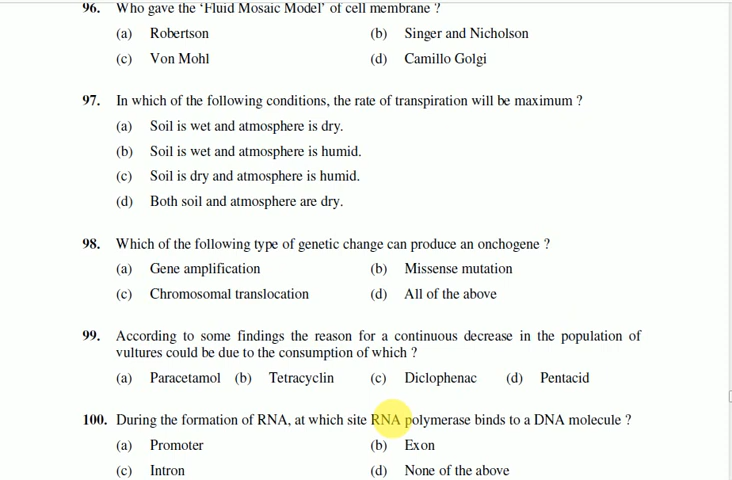 96. Who gave the ‘Fluid Mosaic Model’ of cell membrane ?
(a) Robertson (b) Singer and Nicholson
(c) Von Mohl (d) Camillo Golgi
97. In which of the following conditions, the rate of transpiration will be maximum ?
(a) Soil is wet and atmosphere is dry.
(b) Soil is wet and atmosphere is humid.
(c) Soil is dry and atmosphere is humid.
(d) Both soil and atmosphere are dry.
98. Which of the following type of genetic change can produce an onchogene ?
(a) Gene amplification (b) Missense mutation
(c) Chromosomal translocation (d) All of the above
99. According to some findings the reason for a continuous decrease in the population of
vultures could be due to the consumption of which ?
(a) Paracetamol (b) Tetracyclin (c) Diclophenac (d) Pentacid
100. During the formation of RNA, at which site RNA polymerase binds to a DNA molecule ?
(a) Promoter (b) Exon
(c) Intron (d) None of the above